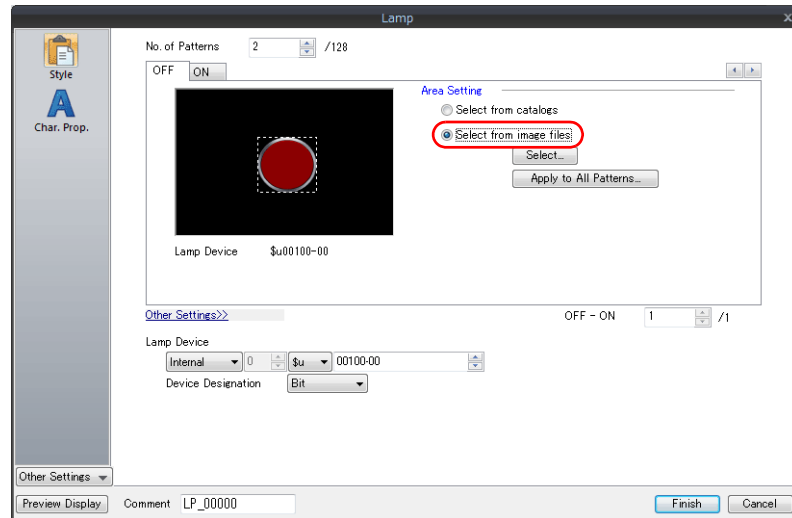 Lamp
x
Style
Char. Prop.
No. of Patterns 2 /128
OFF ON
Area Setting
Select from catalogs
Select from image files
Select...
Apply to All Patterns...
Lamp Device $u00100-00
Other Settings>>
OFF - ON 1 /1
Lamp Device
Internal 0 $u 00100-00
Device Designation Bit
Other Settings
Preview Display Comment LP_00000 Finish Cancel